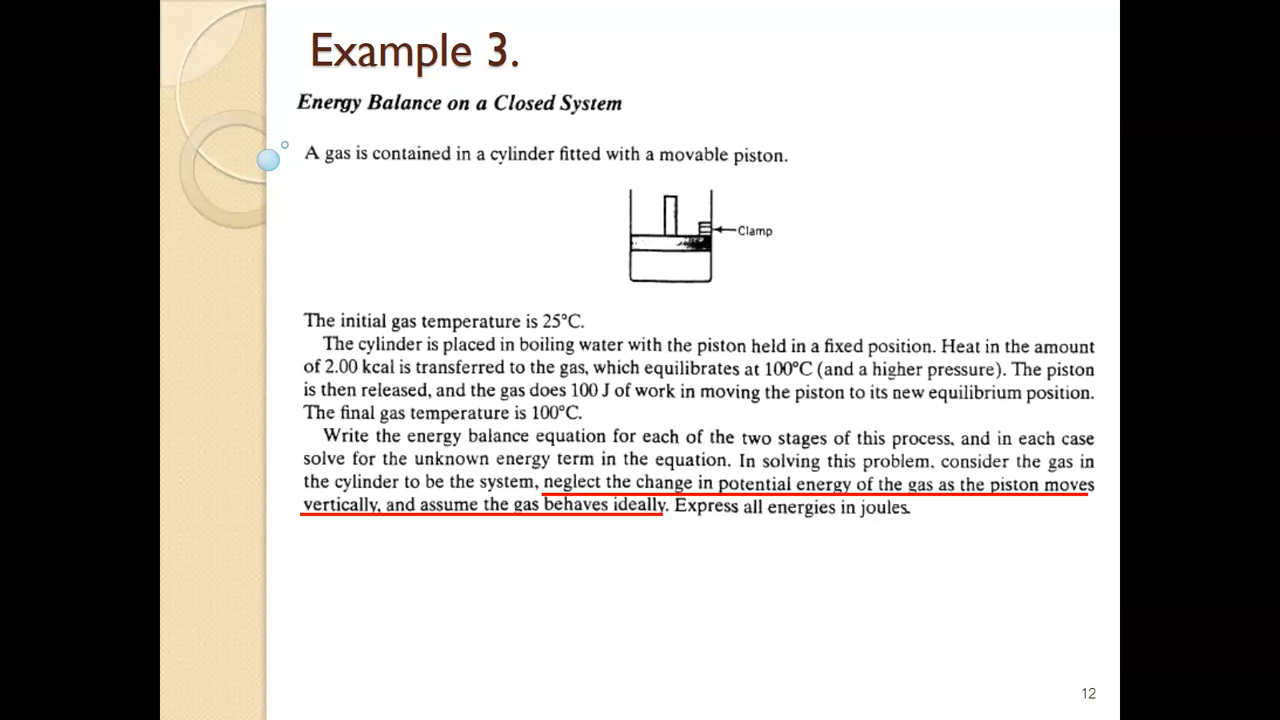 Example 3.
Energy Balance on a Closed System
A gas is contained in a cylinder fitted with a movable piston.
Clamp
The initial gas temperature is 25°C.
The cylinder is placed in boiling water with the piston held in a fixed position. Heat in the amount
of 2.00 kcal is transferred to the gas, which equilibrates at 100°C (and a higher pressure). The piston
is then released, and the gas does 100 J of work in moving the piston to its new equilibrium position.
The final gas temperature is 100°C.
Write the energy balance equation for each of the two stages of this process, and in each case
solve for the unknown energy term in the equation. In solving this problem, consider the gas in
the cylinder to be the system, neglect the change in potential energy of the gas as the piston moves
vertically, and assume the gas behaves ideally. Express all energies in joules.
12